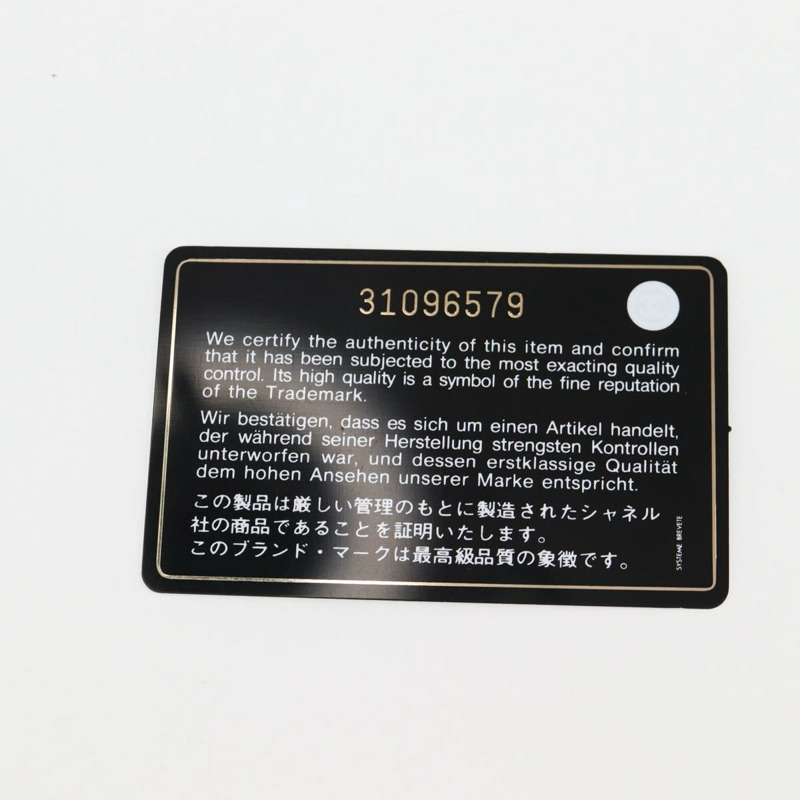 31096579
We certify the authenticity of this item and confirm
that it has been subjected to the most exacting quality
control. Its high quality is a symbol of the fine reputation
of the Trademark.
Wir bestätigen, dass es sich um einen Artikel handelt,
der während seiner Herstellung strengsten Kontrollen
unterworfen war, und dessen erstklassige Qualität
dem hohen Ansehen unserer Marke entspricht.
この製品は厳しい管理のもとに製造されたシャネル
社の商品であることを証明いたします。
このブランド・マークは最高級品質の象徴です。
SYSTEME BREVETE